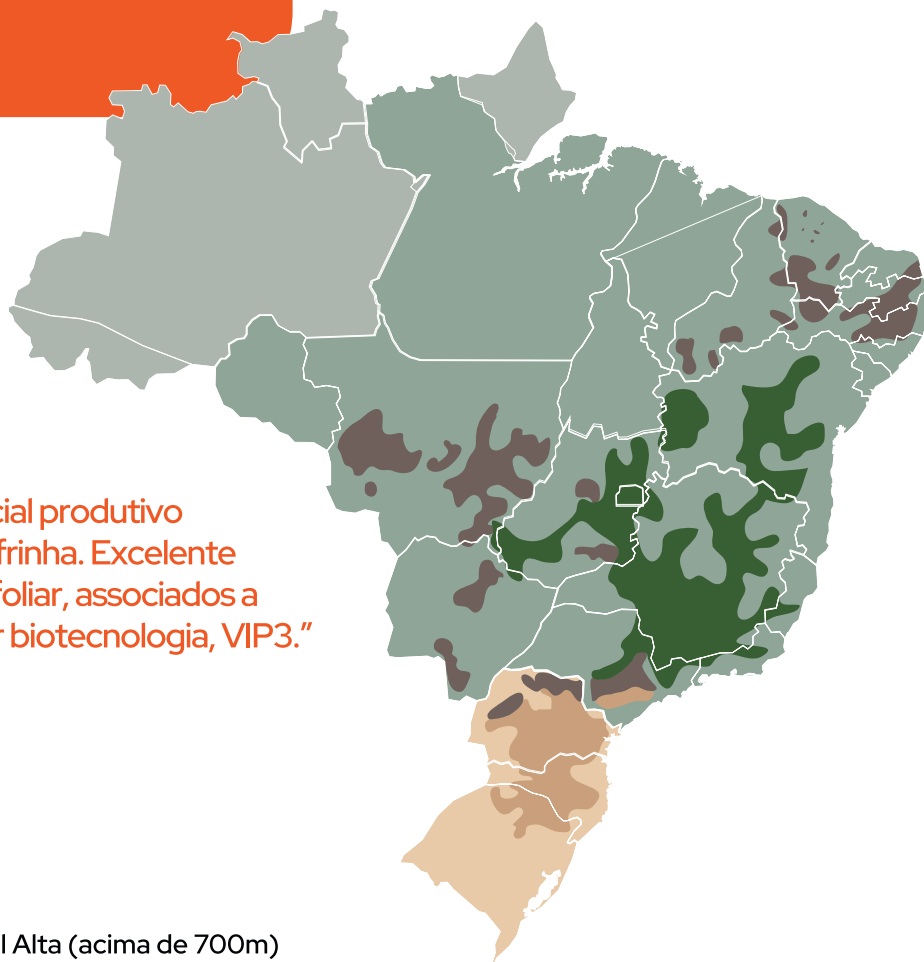 cial produtivo
frinha. Excelente
foliar, associados a
r biotecnologia, VIP3.”
l Alta (acima de 700m)